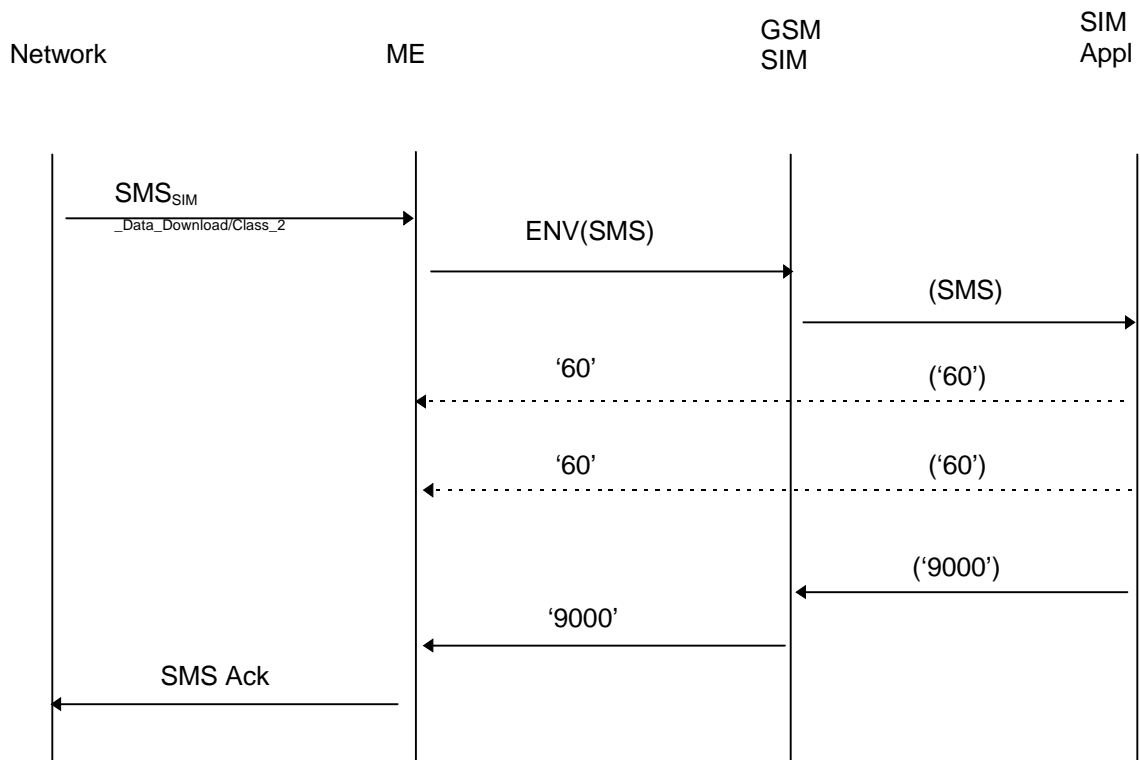 Network
ME
GSM
SIM
SIM
Appl
SMSSIM
_Data_Download/Class_2
ENV(SMS)
(SMS)
‘60’
(‘60’)
‘60’
(‘60’)
(‘9000’)
‘9000’
SMS Ack